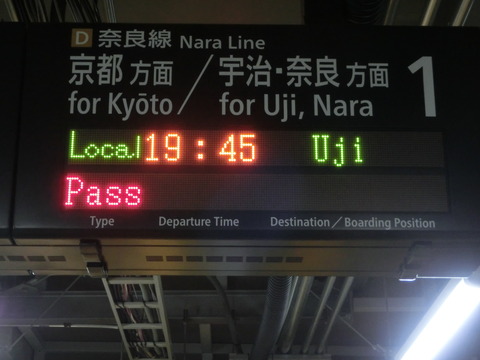 D 奈良線 Nara Line
京都方面／宇治・奈良方面 1
for Kyōto／for Uji, Nara
Local 19:45 Uji
Pass
Type Departure Time Destination／Boarding Position